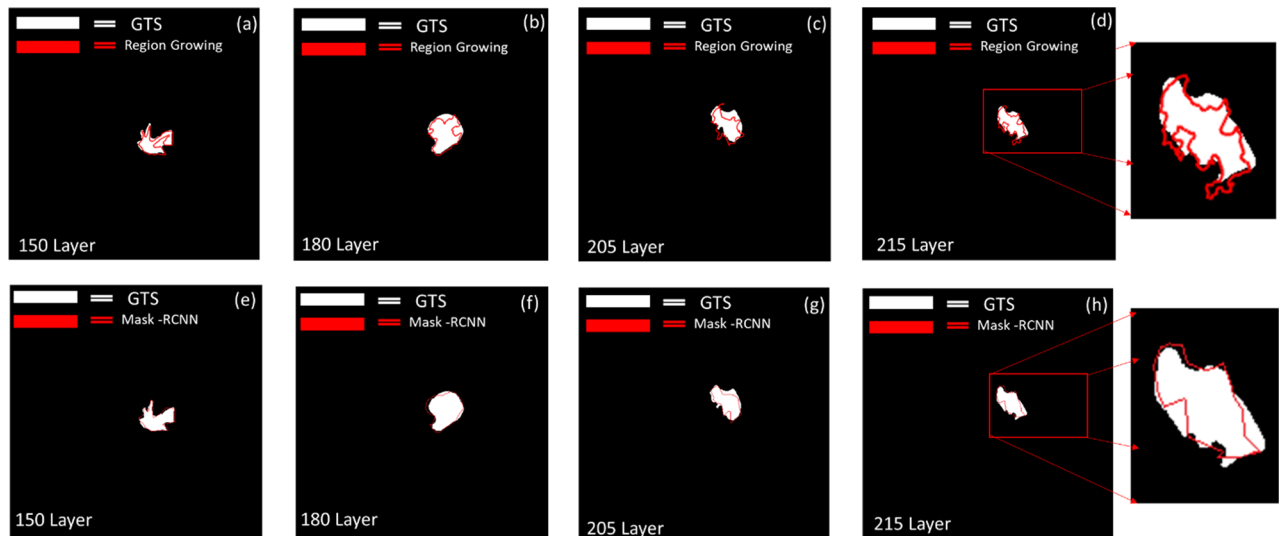 (a)
GTS
Region Growing
150 Layer
(b)
GTS
Region Growing
180 Layer
(c)
GTS
Region Growing
205 Layer
(d)
GTS
Region Growing
215 Layer
(e)
GTS
Mask -RCNN
150 Layer
(f)
GTS
Mask -RCNN
180 Layer
(g)
GTS
Mask -RCNN
205 Layer
(h)
GTS
Mask -RCNN
215 Layer